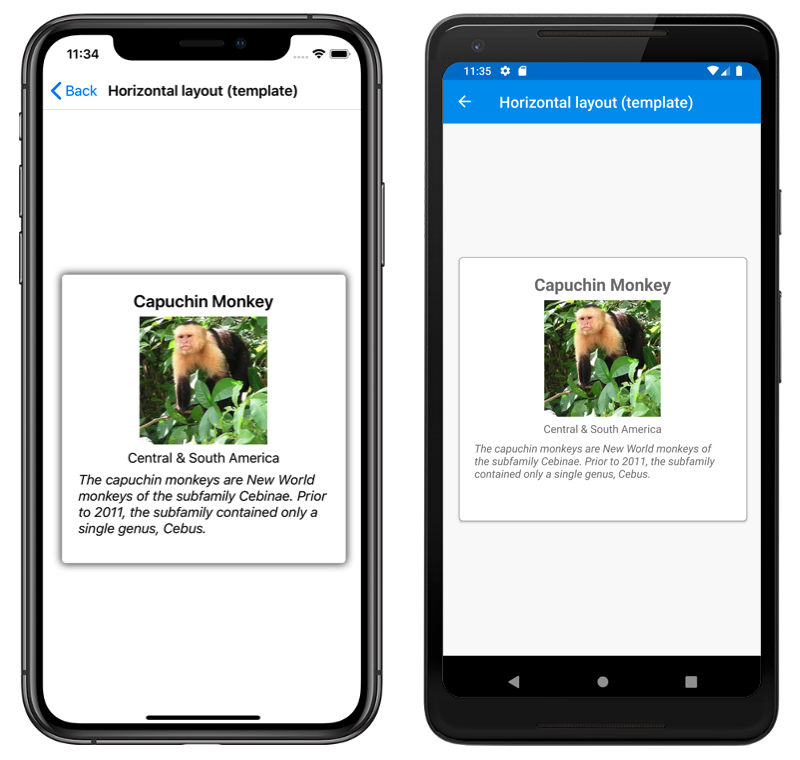 11:34
Back Horizontal layout (template)
Capuchin Monkey
Central & South America
The capuchin monkeys are New World
monkeys of the subfamily Cebinae. Prior
to 2011, the subfamily contained only a
single genus, Cebus.
11:35
Horizontal layout (template)
Capuchin Monkey
Central & South America
The capuchin monkeys are New World monkeys of
the subfamily Cebinae. Prior to 2011, the subfamily
contained only a single genus, Cebus.